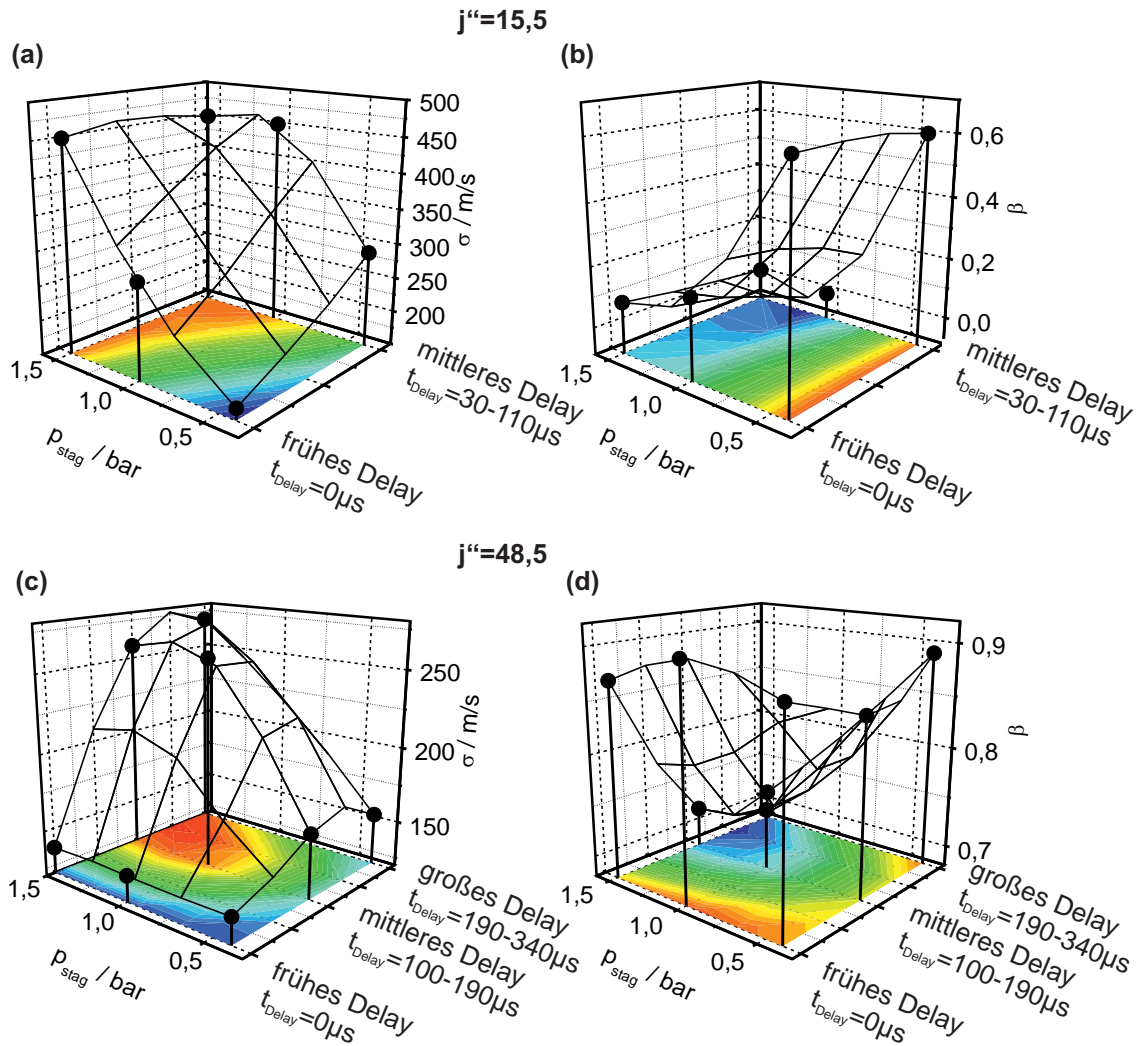 j“=15,5
(a)
500
450
400
350
300
250
200
σ / m/s
1,5
1,0
0,5
p_stag / bar
mittleres Delay
t_Delay=30-110µs
frühes Delay
t_Delay=0µs
(b)
0,6
0,4
0,2
0,0
β
1,5
1,0
0,5
p_stag / bar
mittleres Delay
t_Delay=30-110µs
frühes Delay
t_Delay=0µs
j“=48,5
(c)
250
200
150
σ / m/s
1,5
1,0
0,5
p_stag / bar
großes Delay
t_Delay=190-340µs
mittleres Delay
t_Delay=100-190µs
frühes Delay
t_Delay=0µs
(d)
0,9
0,8
0,7
β
1,5
1,0
0,5
p_stag / bar
großes Delay
t_Delay=190-340µs
mittleres Delay
t_Delay=100-190µs
frühes Delay
t_Delay=0µs